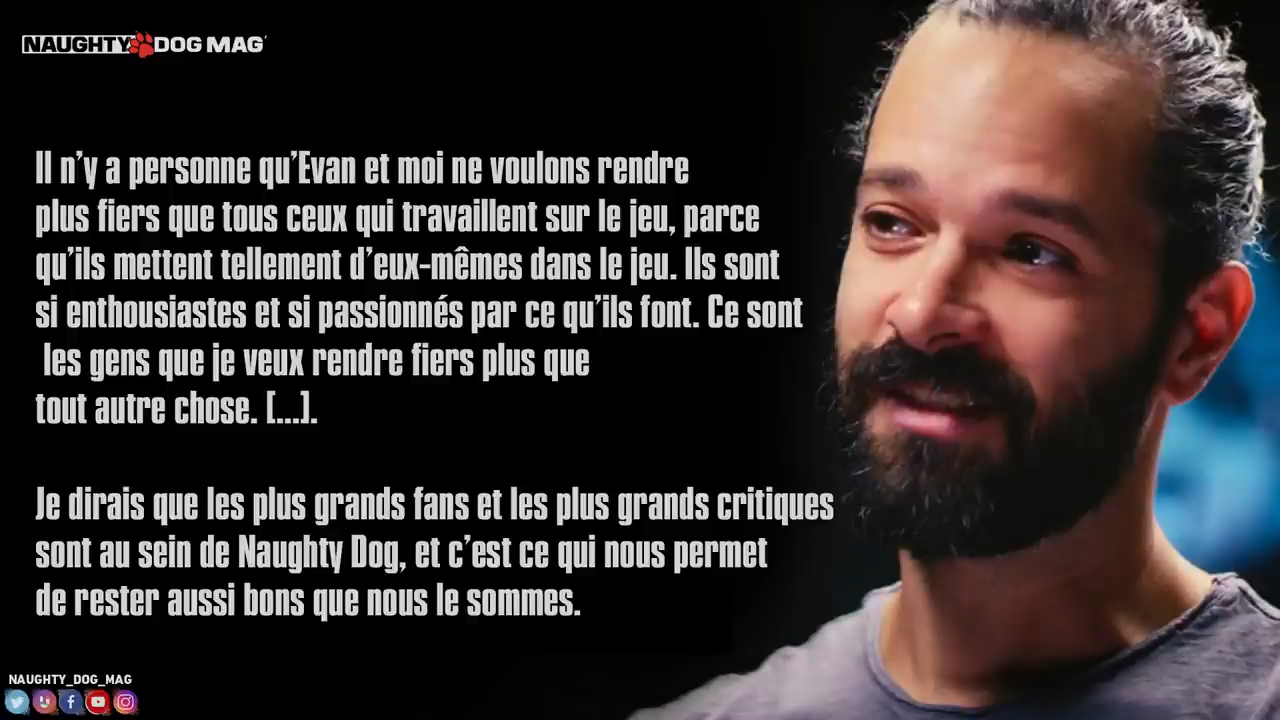 NAUGHTY DOG MAG
Il n'y a personne qu'Evan et moi ne voulons rendre
plus fiers que tous ceux qui travaillent sur le jeu, parce
qu'ils mettent tellement d'eux-mêmes dans le jeu. Ils sont
si enthousiastes et si passionnés par ce qu'ils font. Ce sont
les gens que je veux rendre fiers plus que
tout autre chose. [...].
Je dirais que les plus grands fans et les plus grands critiques
sont au sein de Naughty Dog, et c'est ce qui nous permet
de rester aussi bons que nous le sommes.
NAUGHTY_DOG_MAG